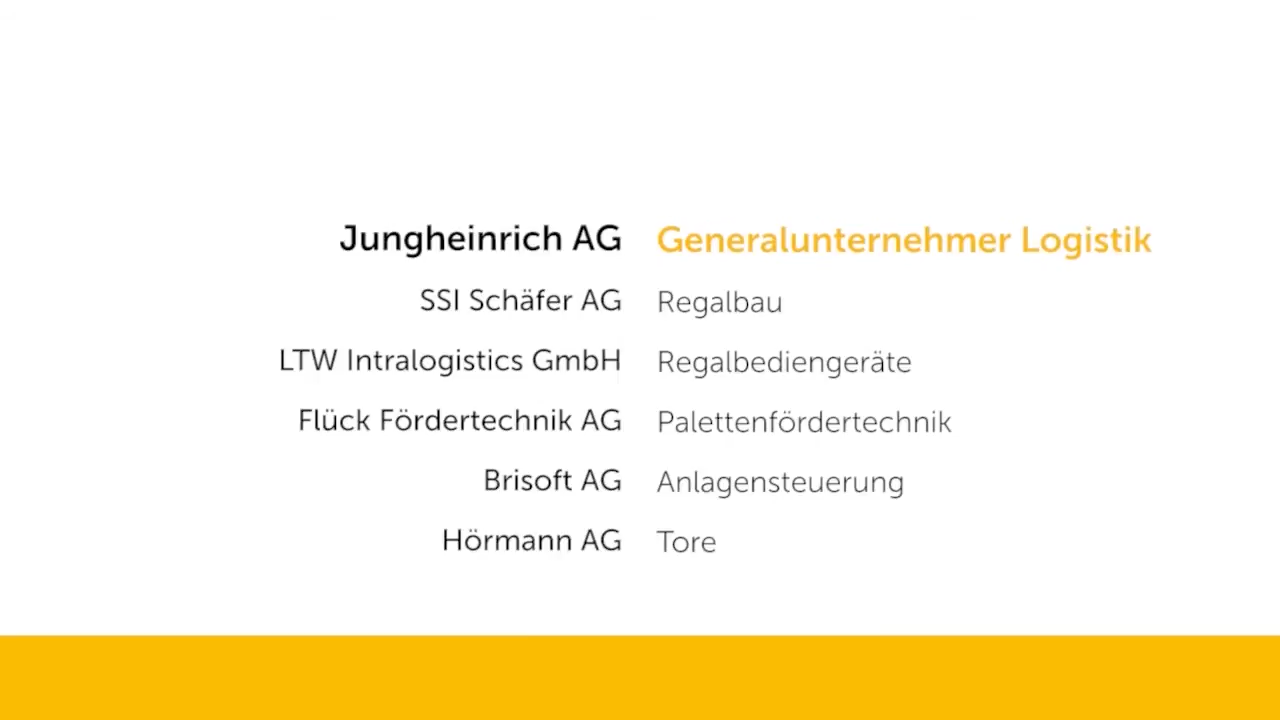 Jungheinrich AG Generalunternehmer Logistik
SSI Schäfer AG Regalbau
LTW Intralogistics GmbH Regalbediengeräte
Flück Fördertechnik AG Palettenfördertechnik
Brisoft AG Anlagensteuerung
Hörmann AG Tore